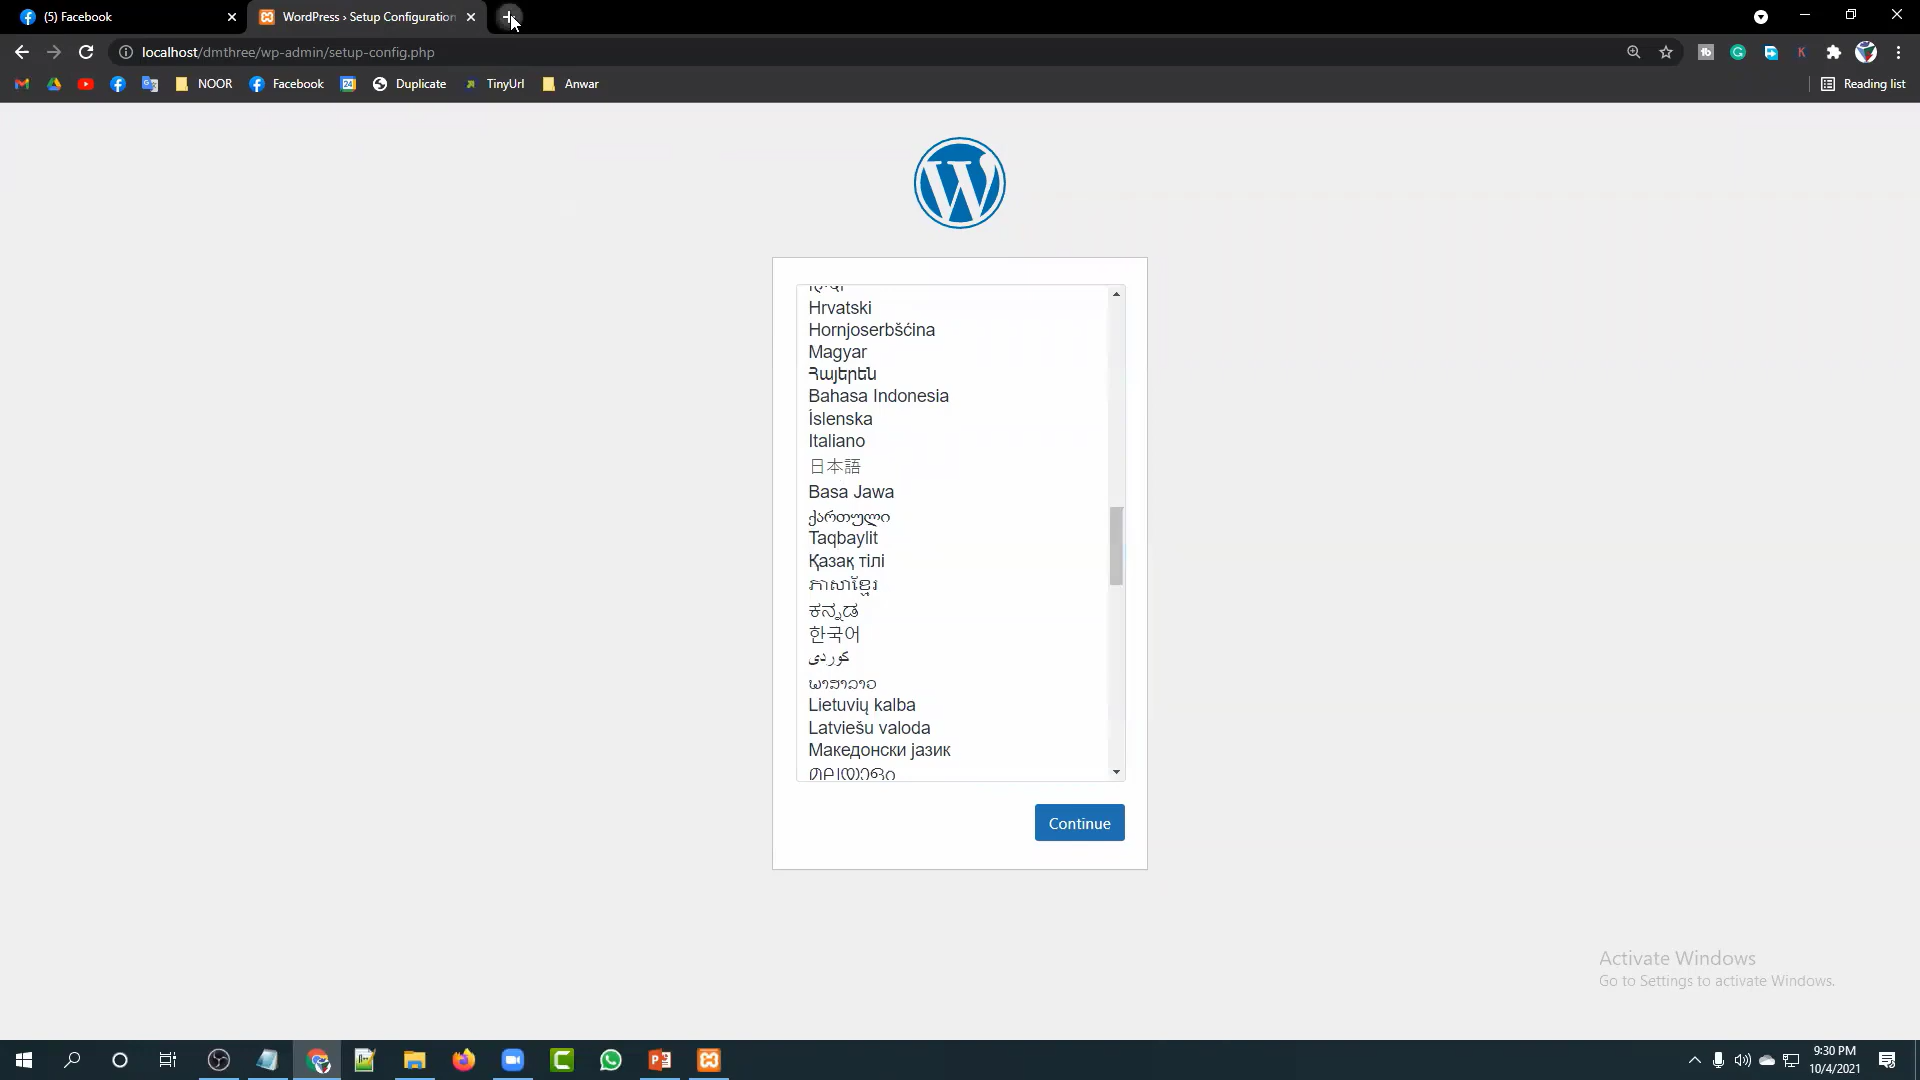 (5) Facebook
WordPress › Setup Configuration
localhost/dmthree/wp-admin/setup-config.php
NOOR
Facebook
24
Duplicate
TinyUrl
Anwar
Reading list
Hrvatski
Hornjoserbšćina
Magyar
Հայերեն
Bahasa Indonesia
Íslenska
Italiano
日本語
Basa Jawa
ქართული
Taqbaylit
Қазақ тілі
ភាសាខ្មែរ
ಕನ್ನಡ
한국어
كوردی
ພາສາລາວ
Lietuvių kalba
Latviešu valoda
Македонски јазик
മലയാളം
Continue
Activate Windows
Go to Settings to activate Windows.
9:30 PM
10/4/2021